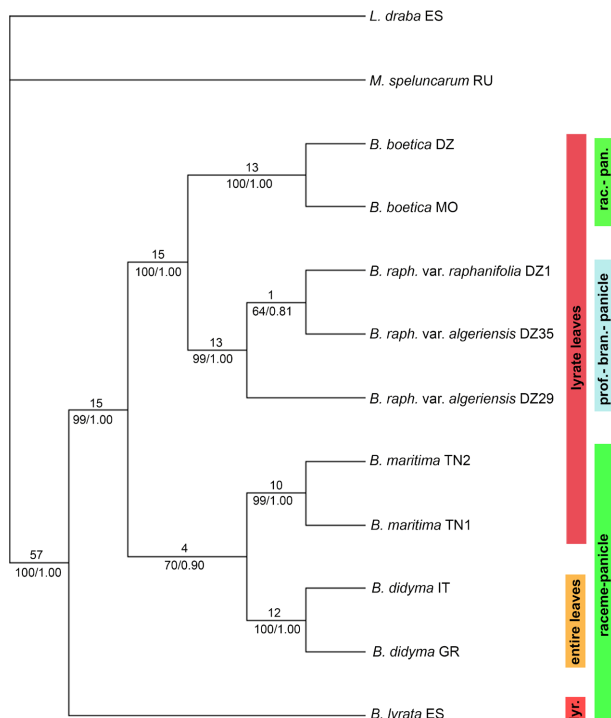 L. draba ES
M. speluncarum RU
B. boetica DZ
13
100/1.00
B. boetica MO
15
100/1.00
B. raph. var. raphanifolia DZ1
1
64/0.81
B. raph. var. algeriensis DZ35
13
99/1.00
B. raph. var. algeriensis DZ29
15
99/1.00
B. maritima TN2
10
99/1.00
B. maritima TN1
4
70/0.90
57
100/1.00
B. didyma IT
12
100/1.00
B. didyma GR
B. lyrata ES
lyrate leaves
entire leaves
yr.
rac.- pan.
prof.- bran.- panicle
raceme-panicle